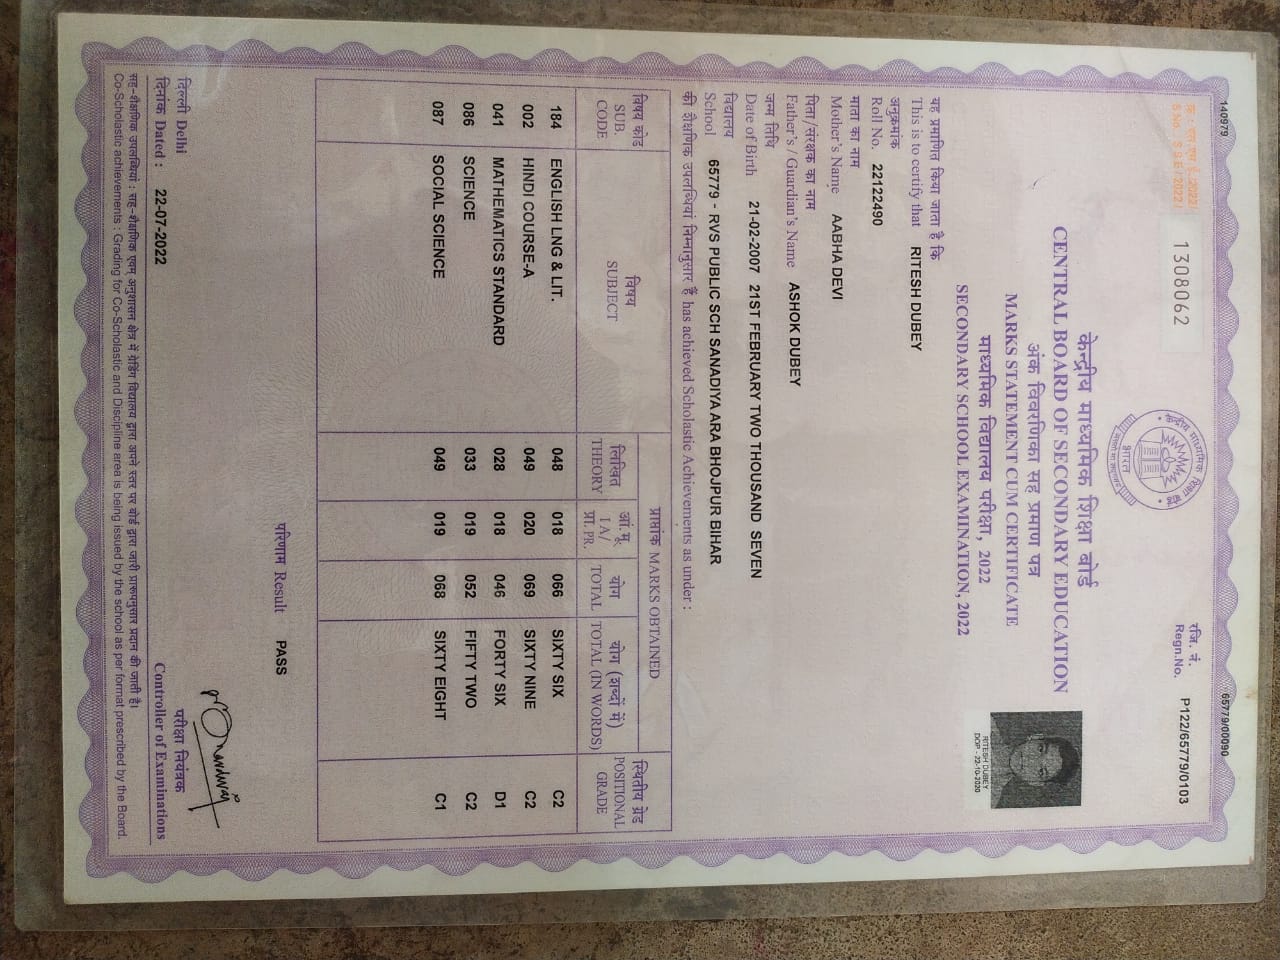 140979
65779/00090
क्र. एस.एस.ई./2022/
S.No. S S E / 2022 /
1308062
रजि. नं.
Regn.No. P122/65779/0103
केन्द्रीय माध्यमिक शिक्षा बोर्ड
CENTRAL BOARD OF SECONDARY EDUCATION
अंक विवरणिका सह प्रमाण पत्र
MARKS STATEMENT CUM CERTIFICATE
माध्यमिक विद्यालय परीक्षा, 2022
SECONDARY SCHOOL EXAMINATION, 2022
RITESH DUBEY
DOP - 22-10-2020
यह प्रमाणित किया जाता है कि
This is to certify that RITESH DUBEY
अनुक्रमांक
Roll No. 22122490
माता का नाम
Mother's Name AABHA DEVI
पिता/संरक्षक का नाम
Father's / Guardian's Name ASHOK DUBEY
जन्म तिथि
Date of Birth 21-02-2007 21ST FEBRUARY TWO THOUSAND SEVEN
विद्यालय
School 65779 - RVS PUBLIC SCH SANADIYA ARA BHOJPUR BIHAR
की शैक्षणिक उपलब्धियां निम्नानुसार हैं has achieved Scholastic Achievements as under :
विषय कोड विषय प्राप्तांक MARKS OBTAINED स्थितीय ग्रेड
SUB. CODE SUBJECT लिखित THEORY आं.मू. I A/ प्रा.PR. योग TOTAL योग (शब्दों में) TOTAL (IN WORDS) POSITIONAL GRADE
184 ENGLISH LNG & LIT. 048 018 066 SIXTY SIX C2
002 HINDI COURSE-A 049 020 069 SIXTY NINE C2
041 MATHEMATICS STANDARD 028 018 046 FORTY SIX D1
086 SCIENCE 033 019 052 FIFTY TWO C2
087 SOCIAL SCIENCE 049 019 068 SIXTY EIGHT C1
परिणाम Result PASS
दिल्ली Delhi
दिनांक Dated : 22-07-2022
परीक्षा नियंत्रक
Controller of Examinations
सह-शैक्षणिक उपलब्धियां : सह-शैक्षणिक एवम् अनुशासन क्षेत्र में ग्रेडिंग विद्यालय द्वारा अपने स्तर पर बोर्ड द्वारा जारी प्रारूपानुसार प्रदान की जाती है।
Co-Scholastic achievements : Grading for Co-Scholastic and Discipline area is being issued by the school as per format prescribed by the Board.